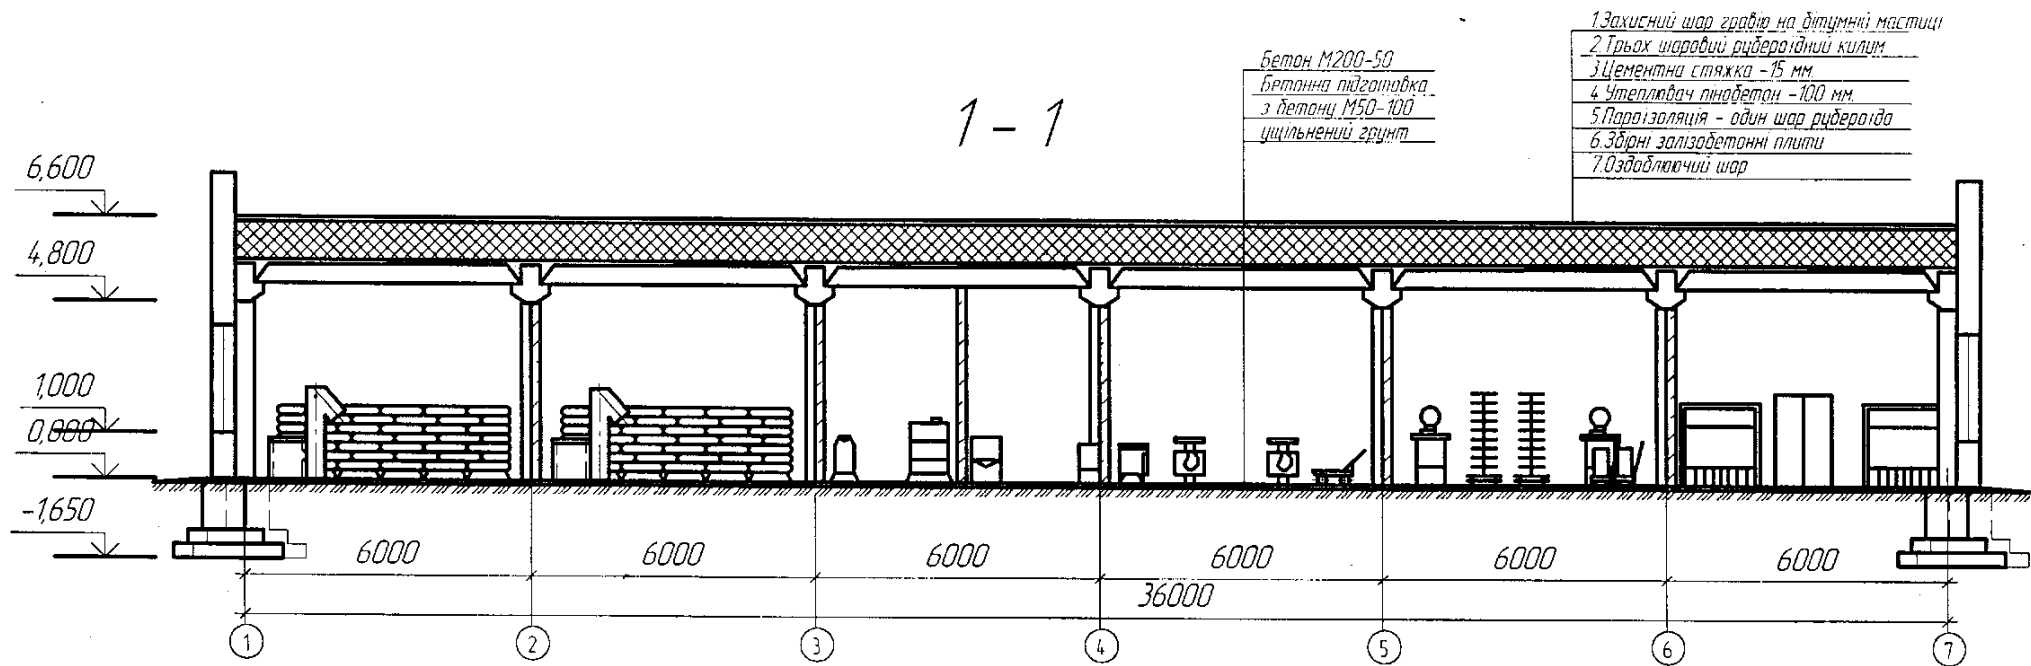 1.Захисний шар гравію на бітумній мастиці
2.Трьох шаровий рубероїдний килим
3.Цементна стяжка -15 мм.
4.Утеплювач пінобетон -100 мм.
5.Пароізоляція - один шар рубероїда
6.Збірні залізобетонні плити
7.Оздоблюючий шар
Бетон М200-50
Бетонна підготовка
з бетону М50-100
ущільнений грунт
1 - 1
6,600
4,800
1,000
0,000
-1,650
6000
6000
6000
6000
6000
6000
36000
1
2
3
4
5
6
7